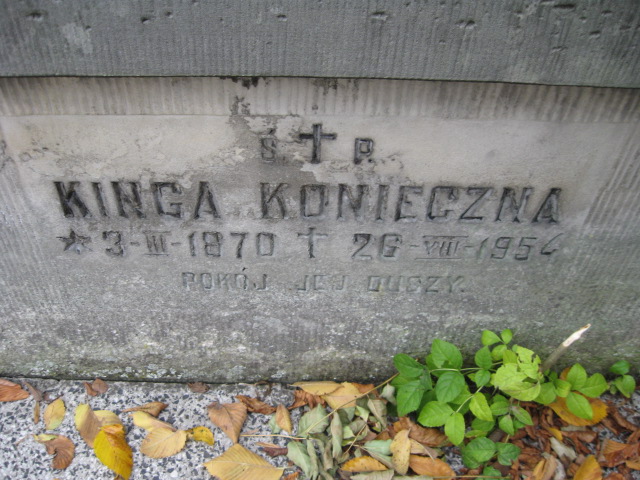 Ś. ✝ P.
KINGA KONIECZNA
* 3-III-1870 ✝ 26-VIII-1954
POKÓJ JEJ DUSZY.